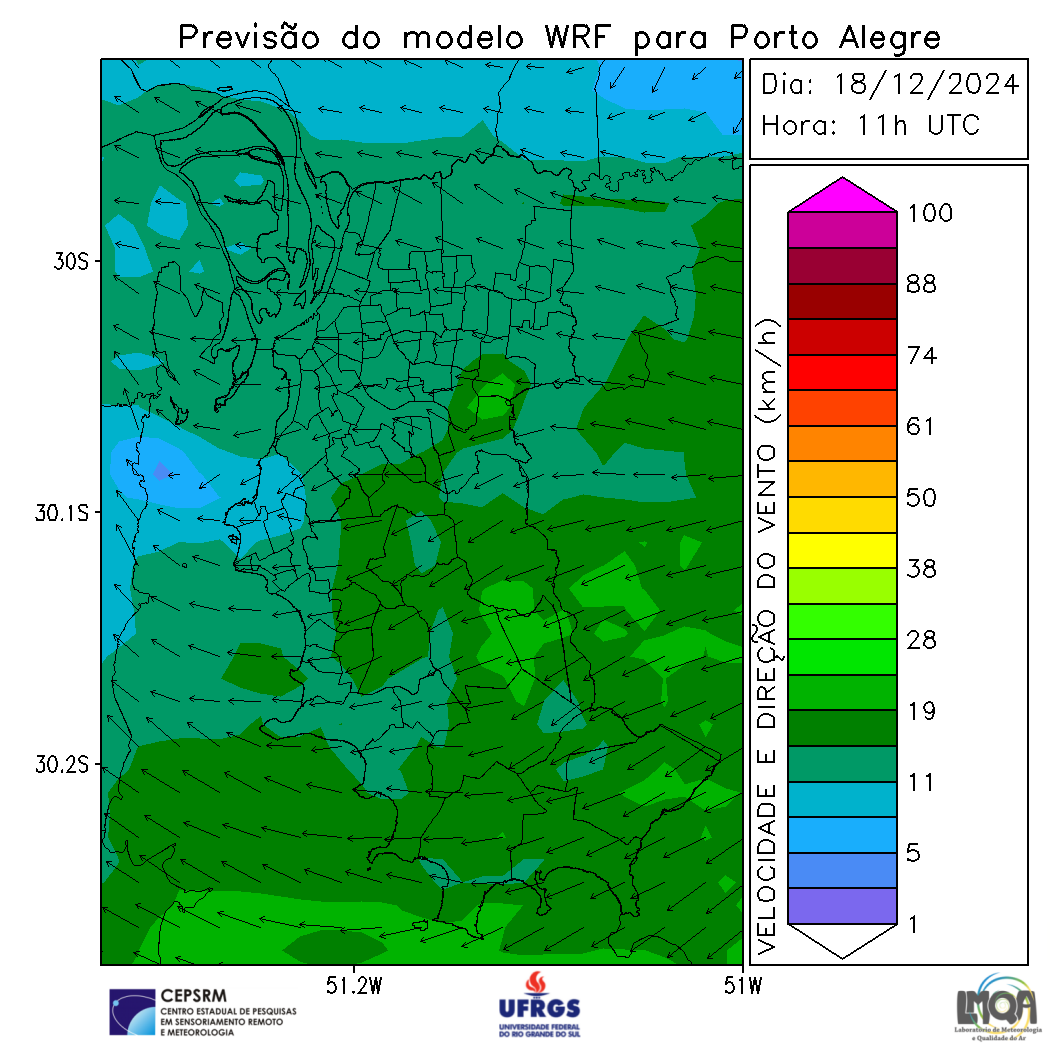 Previsão do modelo WRF para Porto Alegre
Dia: 18/12/2024
Hora: 11h UTC
30S
30.1S
30.2S
51.2W
51W
VELOCIDADE E DIREÇÃO DO VENTO (km/h)
100
88
74
61
50
38
28
19
11
5
1
CEPSRM
CENTRO ESTADUAL DE PESQUISAS
EM SENSORIAMENTO REMOTO
E METEOROLOGIA
UFRGS
UNIVERSIDADE FEDERAL
DO RIO GRANDE DO SUL
LMQA
Laboratório de Meteorologia
e Qualidade do Ar